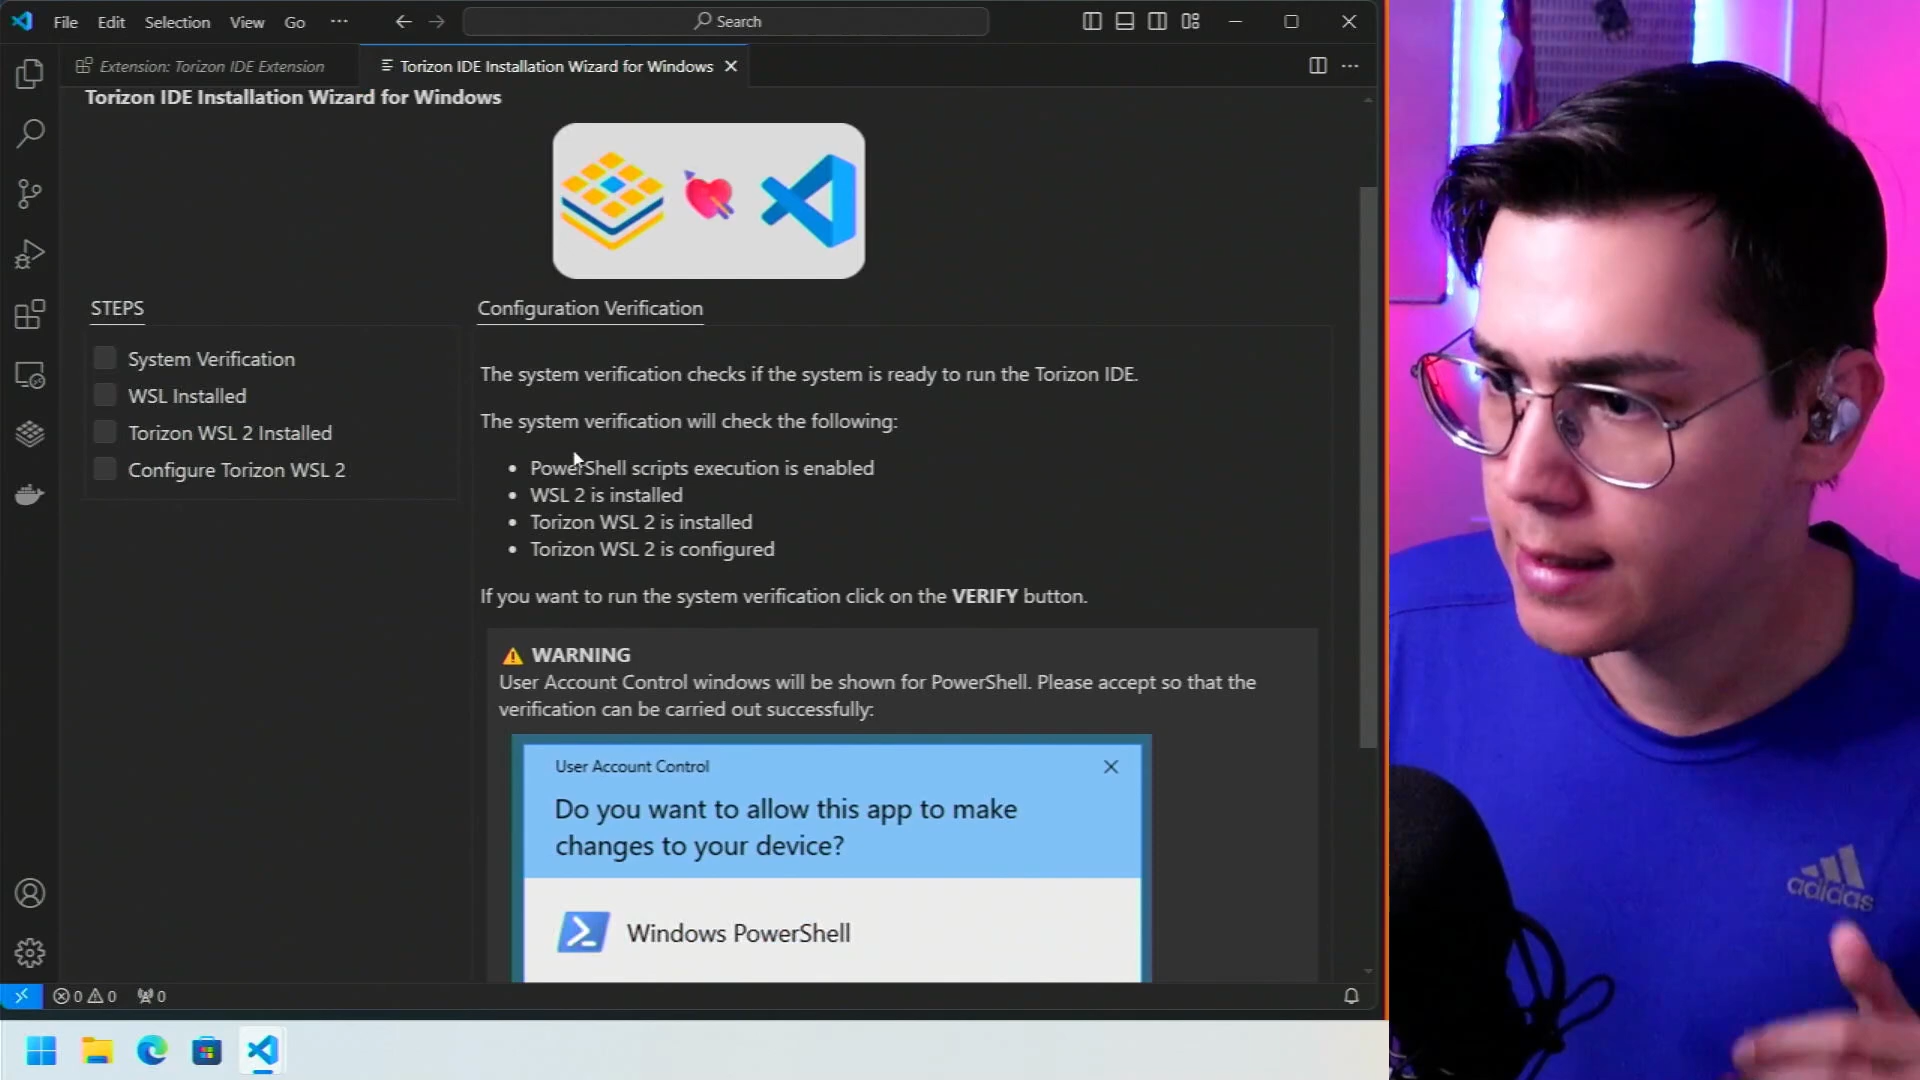 File Edit Selection View Go ··· Search
Extension: Torizon IDE Extension
Torizon IDE Installation Wizard for Windows
Torizon IDE Installation Wizard for Windows
STEPS
System Verification
WSL Installed
Torizon WSL 2 Installed
Configure Torizon WSL 2
Configuration Verification
The system verification checks if the system is ready to run the Torizon IDE.
The system verification will check the following:
• PowerShell scripts execution is enabled
• WSL 2 is installed
• Torizon WSL 2 is installed
• Torizon WSL 2 is configured
If you want to run the system verification click on the VERIFY button.
⚠ WARNING
User Account Control windows will be shown for PowerShell. Please accept so that the
verification can be carried out successfully:
User Account Control
Do you want to allow this app to make
changes to your device?
Windows PowerShell
0 0 0
adidas